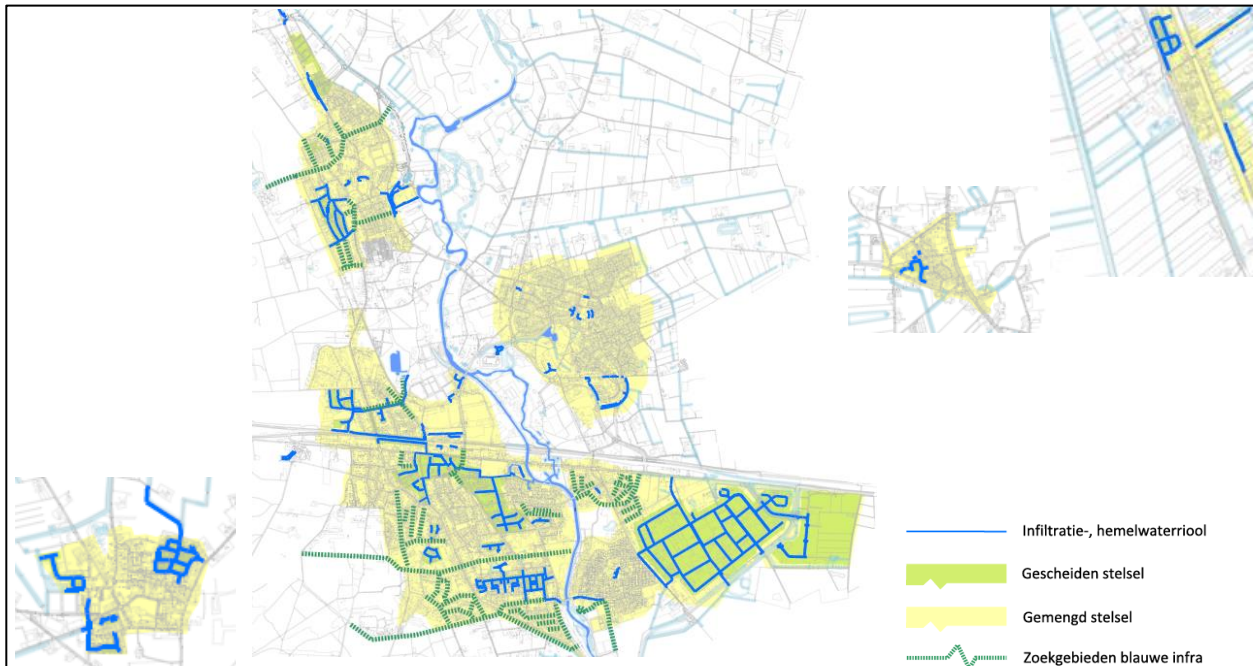 Infiltratie-, hemelwaterriool
Gescheiden stelsel
Gemengd stelsel
Zoekgebieden blauwe infra